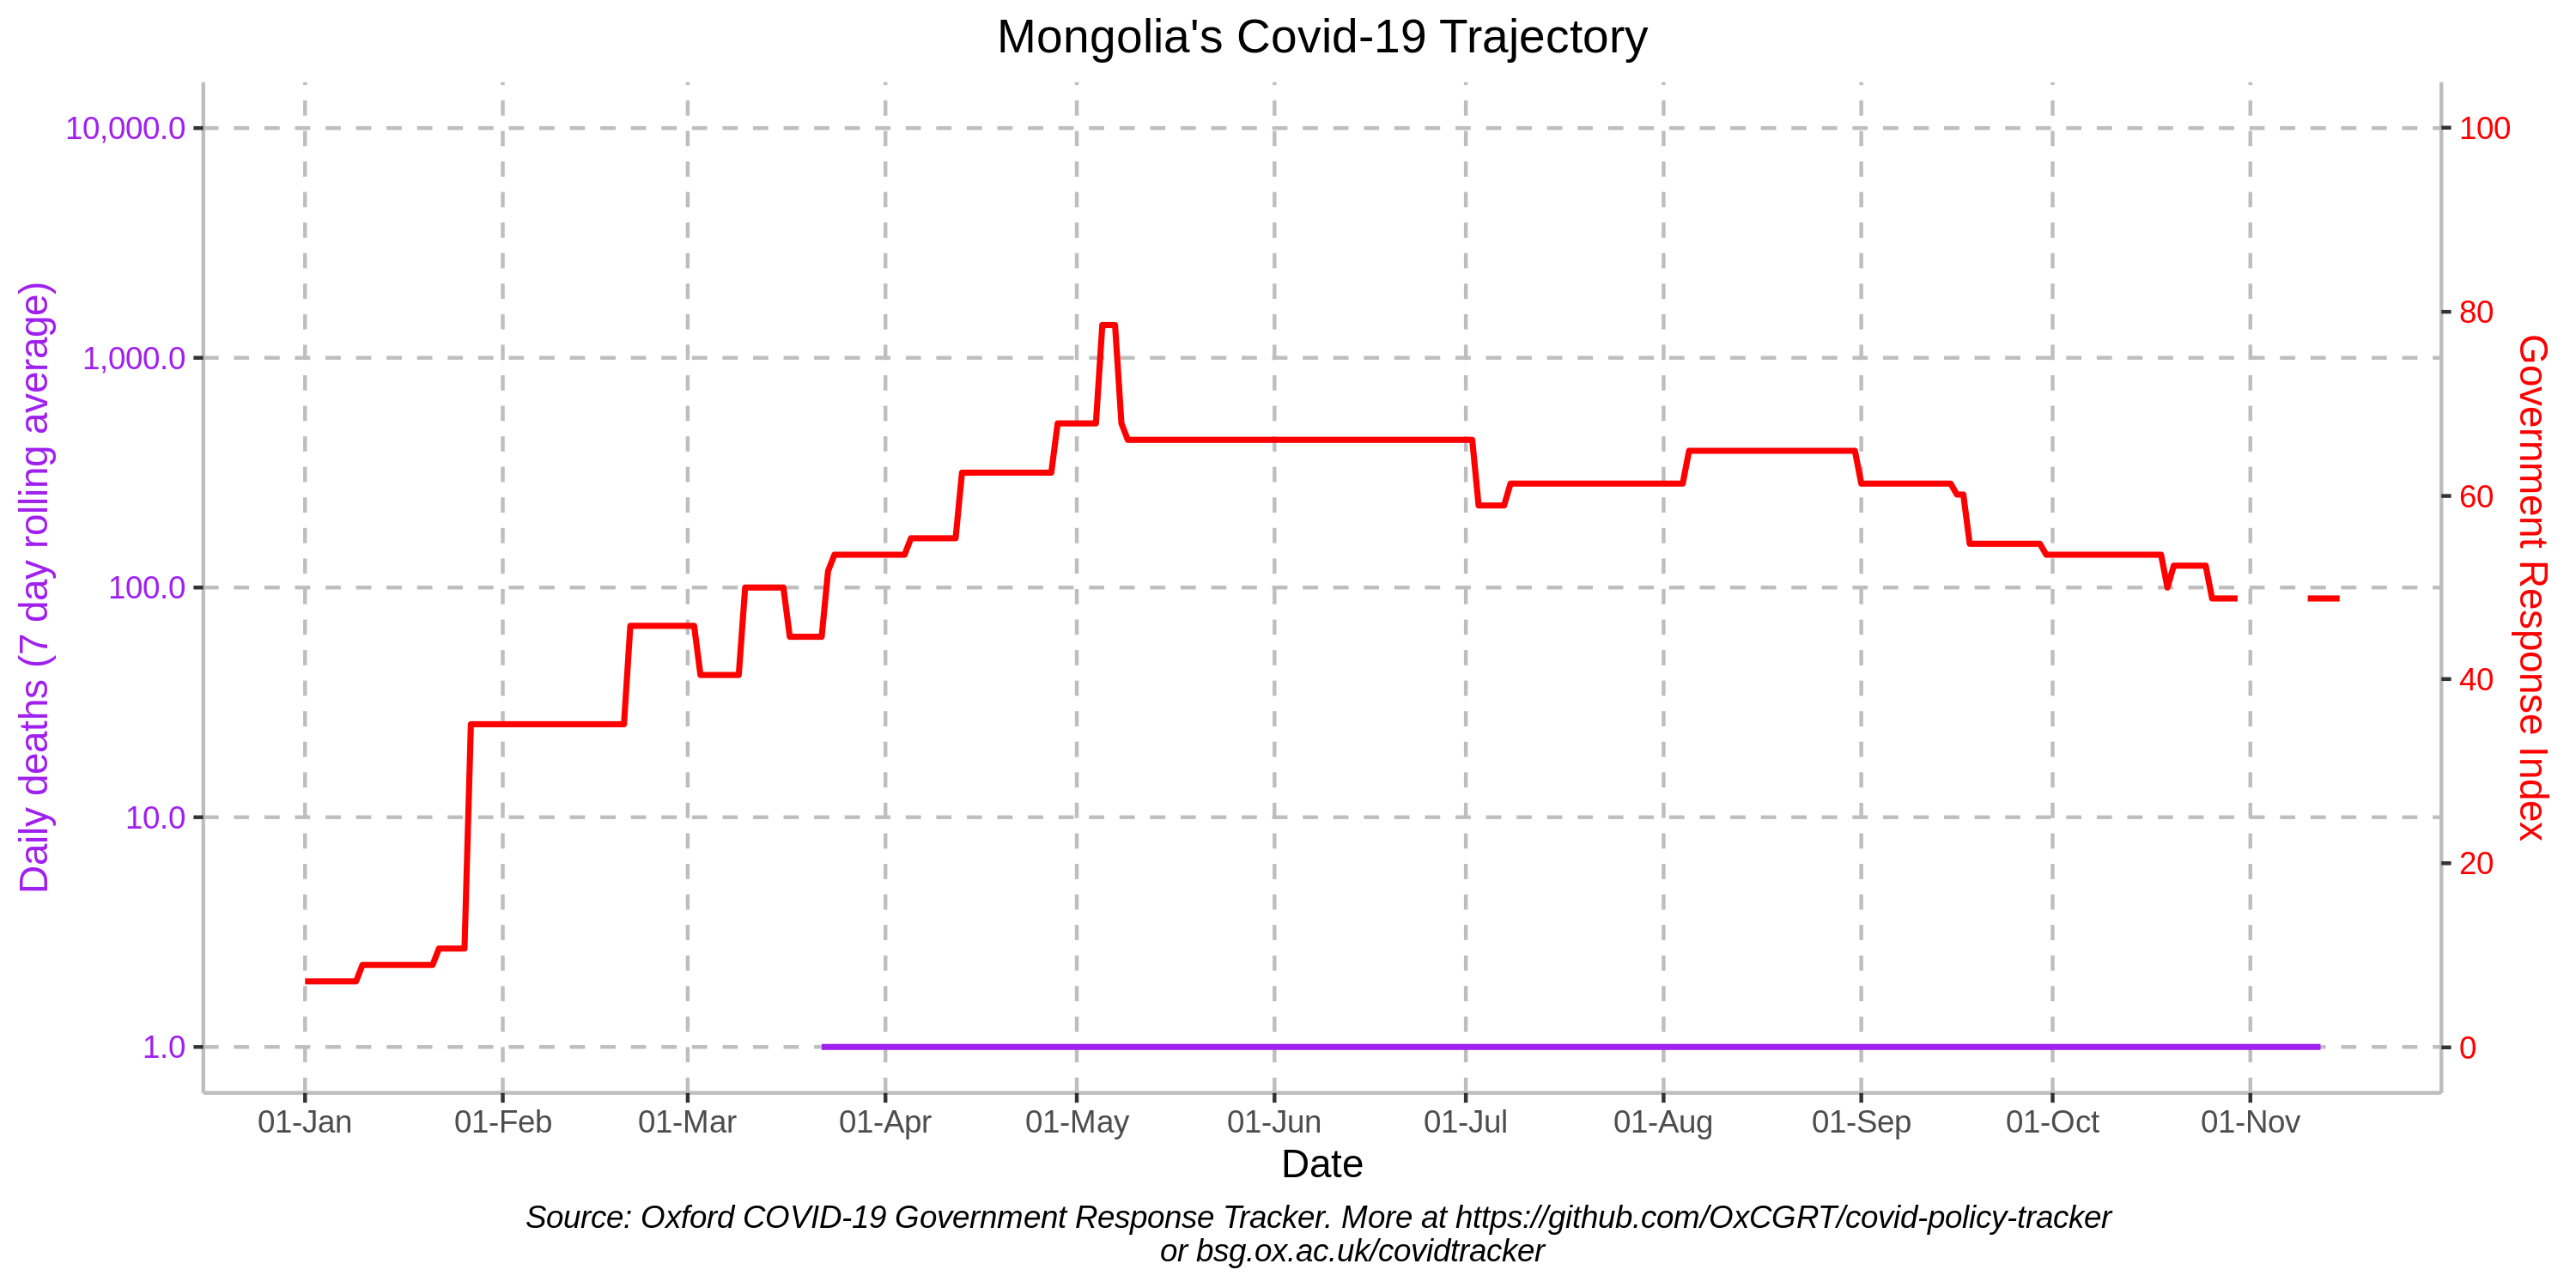 Mongolia's Covid-19 Trajectory
Daily deaths (7 day rolling average)
10,000.0
1,000.0
100.0
10.0
1.0
100
80
60
40
20
0
Government Response Index
01-Jan
01-Feb
01-Mar
01-Apr
01-May
01-Jun
01-Jul
01-Aug
01-Sep
01-Oct
01-Nov
Date
Source: Oxford COVID-19 Government Response Tracker. More at https://github.com/OxCGRT/covid-policy-tracker
or bsg.ox.ac.uk/covidtracker